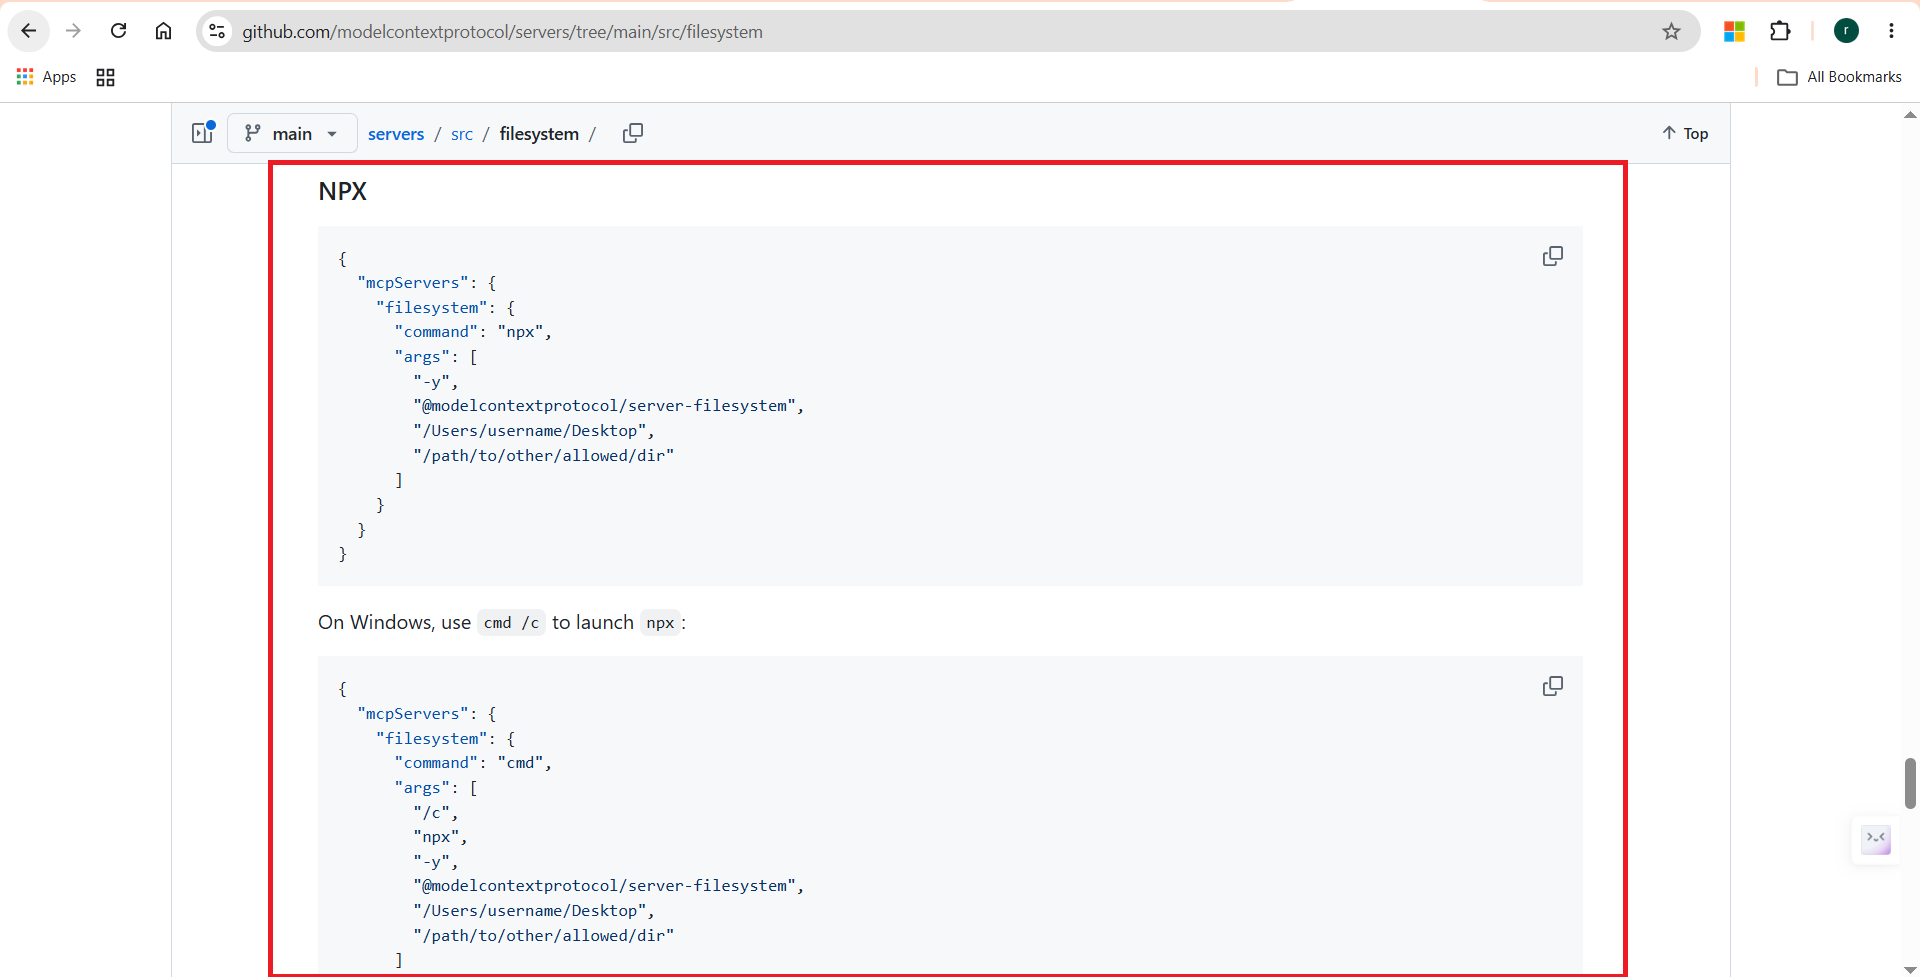 github.com/modelcontextprotocol/servers/tree/main/src/filesystem
r
Apps
All Bookmarks
main
servers / src / filesystem /
Top
NPX
{
  "mcpServers": {
    "filesystem": {
      "command": "npx",
      "args": [
        "-y",
        "@modelcontextprotocol/server-filesystem",
        "/Users/username/Desktop",
        "/path/to/other/allowed/dir"
      ]
    }
  }
}
On Windows, use cmd /c to launch npx:
{
  "mcpServers": {
    "filesystem": {
      "command": "cmd",
      "args": [
        "/c",
        "npx",
        "-y",
        "@modelcontextprotocol/server-filesystem",
        "/Users/username/Desktop",
        "/path/to/other/allowed/dir"
      ]